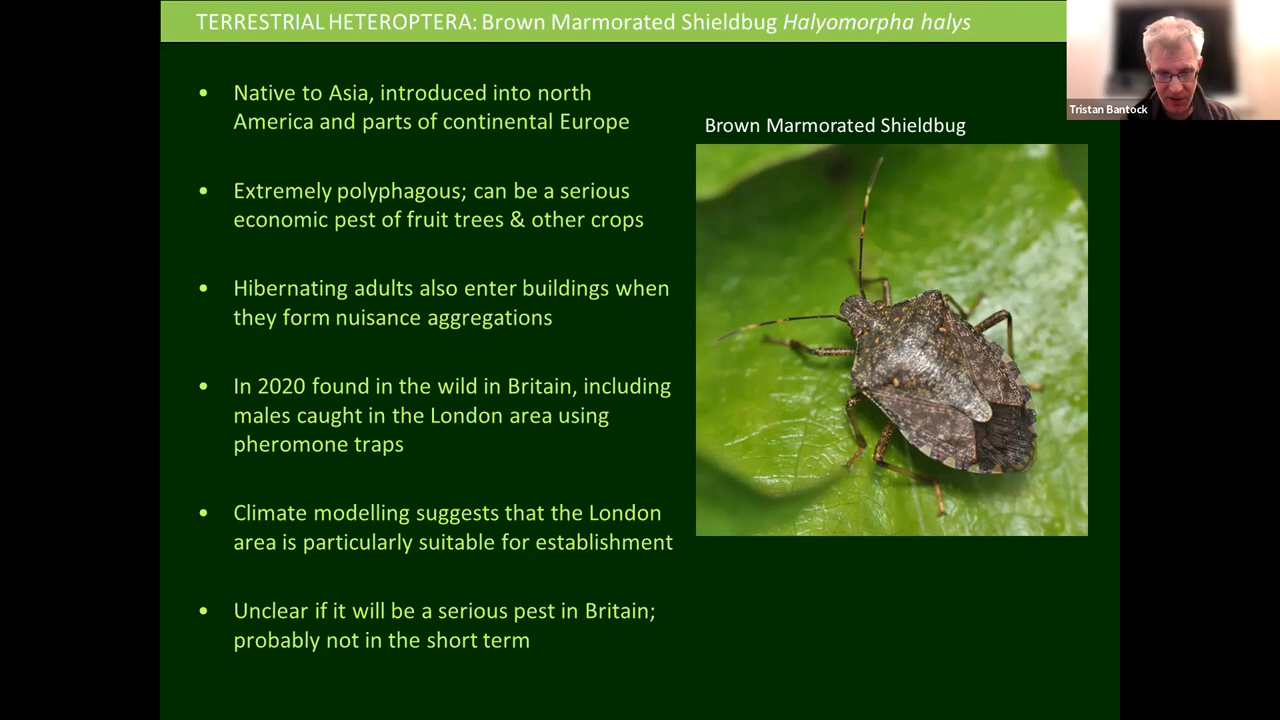 TERRESTRIAL HETEROPTERA: Brown Marmorated Shieldbug Halyomorpha halys
Tristan Bantock
• Native to Asia, introduced into north
America and parts of continental Europe
• Extremely polyphagous; can be a serious
economic pest of fruit trees & other crops
• Hibernating adults also enter buildings when
they form nuisance aggregations
• In 2020 found in the wild in Britain, including
males caught in the London area using
pheromone traps
• Climate modelling suggests that the London
area is particularly suitable for establishment
• Unclear if it will be a serious pest in Britain;
probably not in the short term
Brown Marmorated Shieldbug